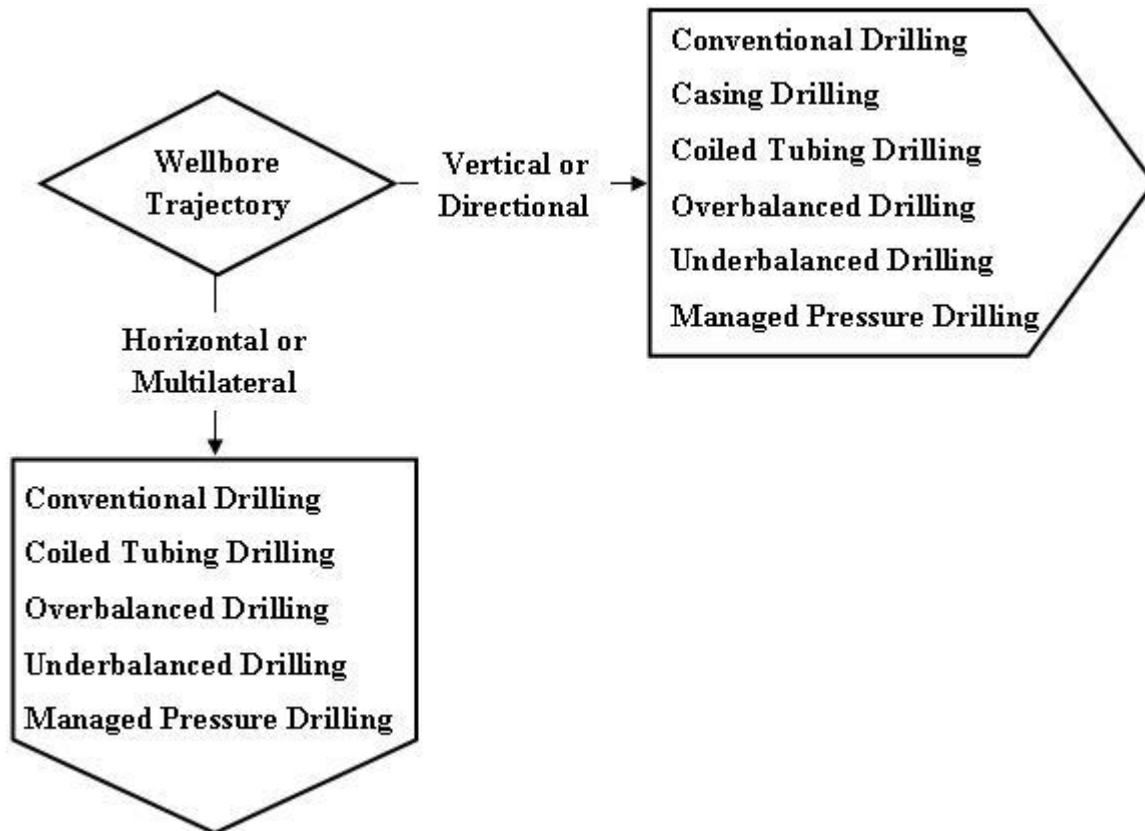 Wellbore
Trajectory
Vertical or
Directional
Conventional Drilling
Casing Drilling
Coiled Tubing Drilling
Overbalanced Drilling
Underbalanced Drilling
Managed Pressure Drilling
Horizontal or
Multilateral
Conventional Drilling
Coiled Tubing Drilling
Overbalanced Drilling
Underbalanced Drilling
Managed Pressure Drilling